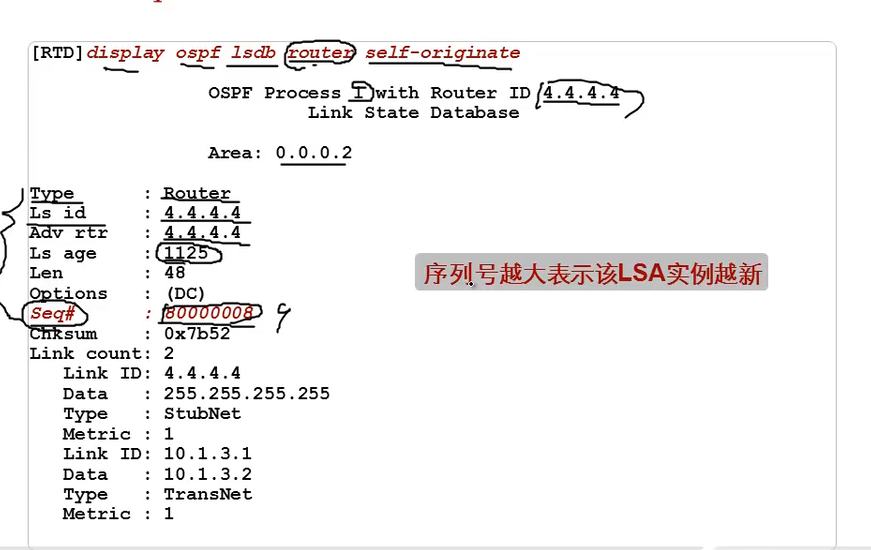 [RTD]display ospf lsdb router self-originate
OSPF Process 1 with Router ID 4.4.4.4
Link State Database
Area: 0.0.0.2
Type : Router
Ls id : 4.4.4.4
Adv rtr : 4.4.4.4
Ls age : 1125
Len : 48
Options : (DC)
Seq# : 80000008 9
Chksum : 0x7b52
Link count: 2
Link ID: 4.4.4.4
Data : 255.255.255.255
Type : StubNet
Metric : 1
Link ID: 10.1.3.1
Data : 10.1.3.2
Type : TransNet
Metric : 1
序列号越大表示该LSA实例越新